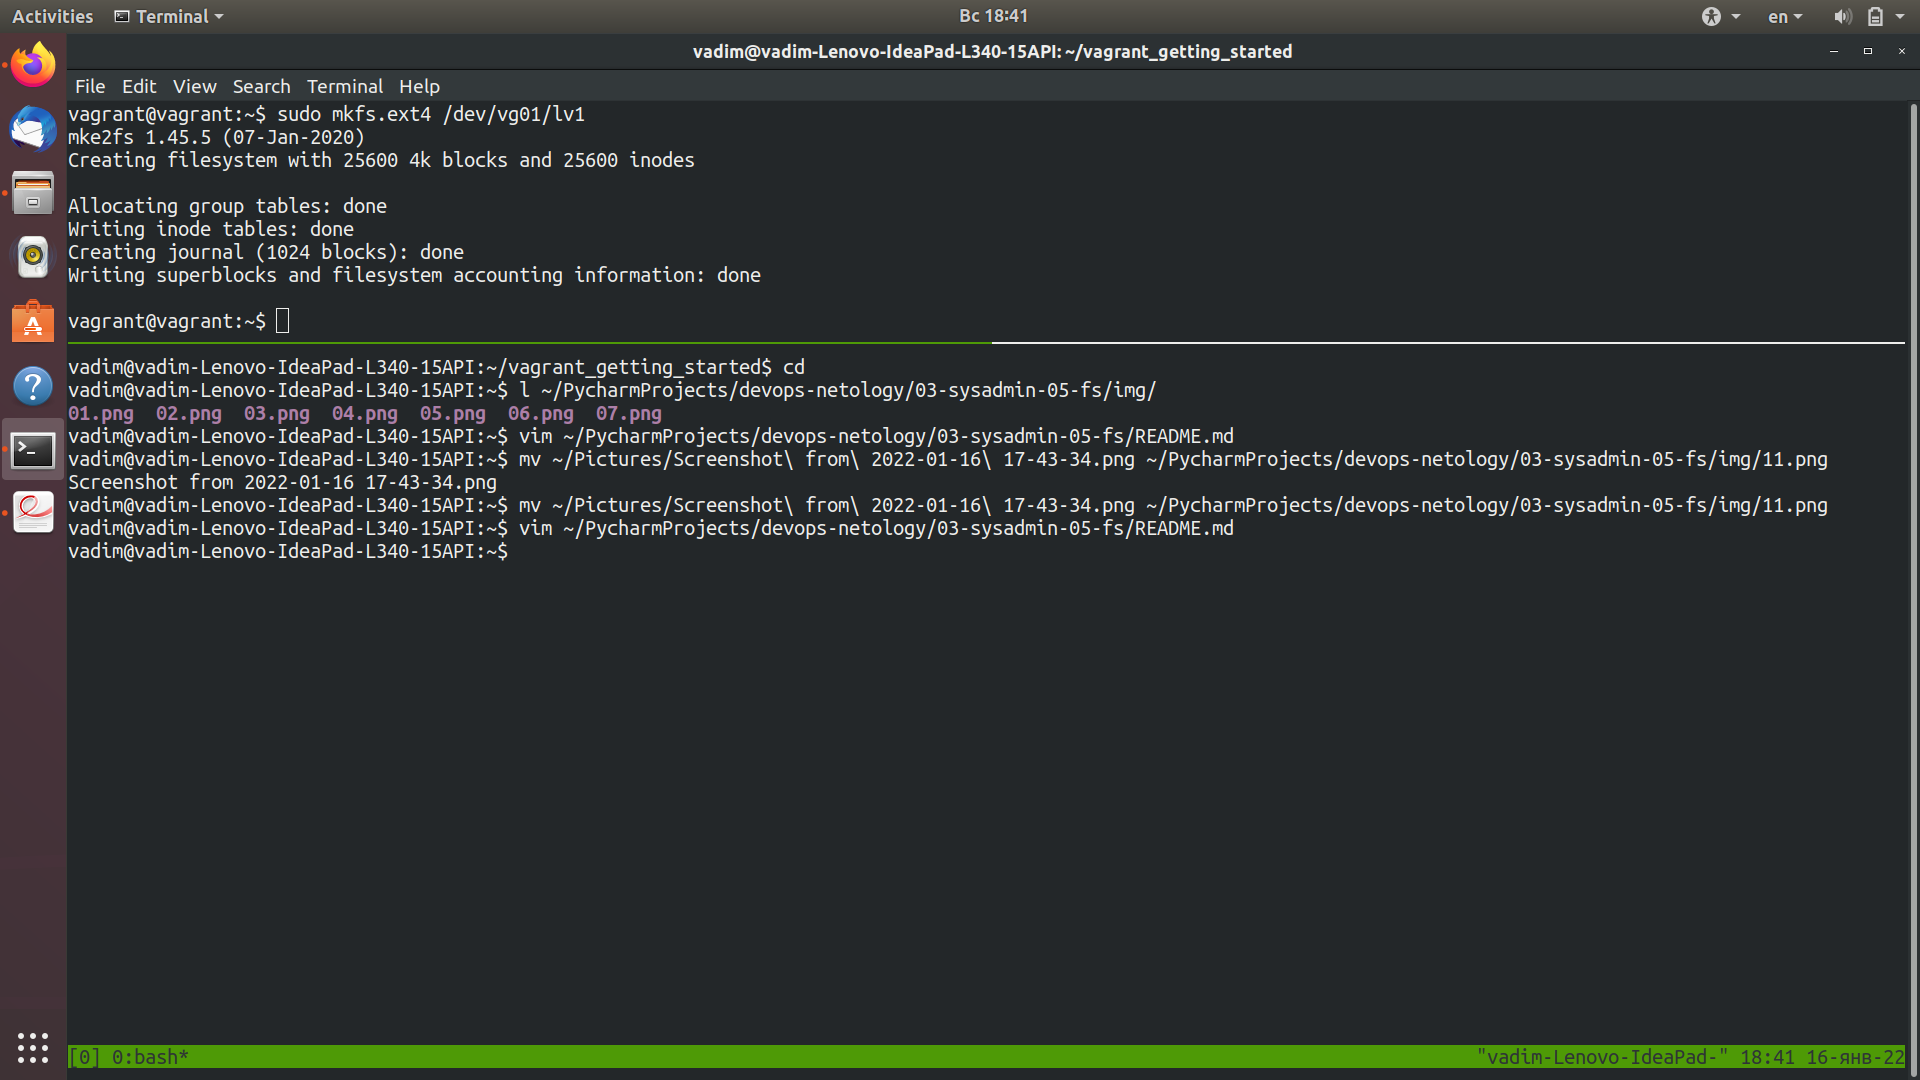 Activities Terminal Вс 18:41 en
vadim@vadim-Lenovo-IdeaPad-L340-15API: ~/vagrant_getting_started
File Edit View Search Terminal Help
vagrant@vagrant:~$ sudo mkfs.ext4 /dev/vg01/lv1
mke2fs 1.45.5 (07-Jan-2020)
Creating filesystem with 25600 4k blocks and 25600 inodes
Allocating group tables: done
Writing inode tables: done
Creating journal (1024 blocks): done
Writing superblocks and filesystem accounting information: done
vagrant@vagrant:~$
vadim@vadim-Lenovo-IdeaPad-L340-15API:~/vagrant_getting_started$ cd
vadim@vadim-Lenovo-IdeaPad-L340-15API:~$ l ~/PycharmProjects/devops-netology/03-sysadmin-05-fs/img/
01.png 02.png 03.png 04.png 05.png 06.png 07.png
vadim@vadim-Lenovo-IdeaPad-L340-15API:~$ vim ~/PycharmProjects/devops-netology/03-sysadmin-05-fs/README.md
vadim@vadim-Lenovo-IdeaPad-L340-15API:~$ mv ~/Pictures/Screenshot\ from\ 2022-01-16\ 17-43-34.png ~/PycharmProjects/devops-netology/03-sysadmin-05-fs/img/11.png
Screenshot from 2022-01-16 17-43-34.png
vadim@vadim-Lenovo-IdeaPad-L340-15API:~$ mv ~/Pictures/Screenshot\ from\ 2022-01-16\ 17-43-34.png ~/PycharmProjects/devops-netology/03-sysadmin-05-fs/img/11.png
vadim@vadim-Lenovo-IdeaPad-L340-15API:~$ vim ~/PycharmProjects/devops-netology/03-sysadmin-05-fs/README.md
vadim@vadim-Lenovo-IdeaPad-L340-15API:~$
[0] 0:bash* "vadim-Lenovo-IdeaPad-" 18:41 16-янв-22